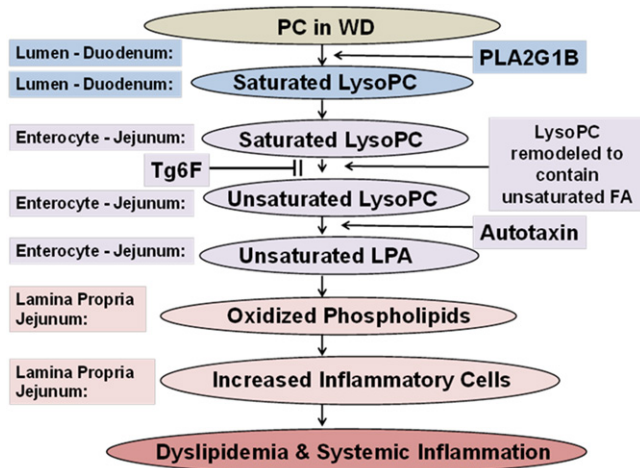 PC in WD
Lumen - Duodenum:
PLA2G1B
Lumen - Duodenum:
Saturated LysoPC
Enterocyte - Jejunum:
Saturated LysoPC
LysoPC
remodeled to
contain
unsaturated FA
Tg6F
Enterocyte - Jejunum:
Unsaturated LysoPC
Autotaxin
Enterocyte - Jejunum:
Unsaturated LPA
Lamina Propria
Jejunum:
Oxidized Phospholipids
Lamina Propria
Jejunum:
Increased Inflammatory Cells
Dyslipidemia & Systemic Inflammation